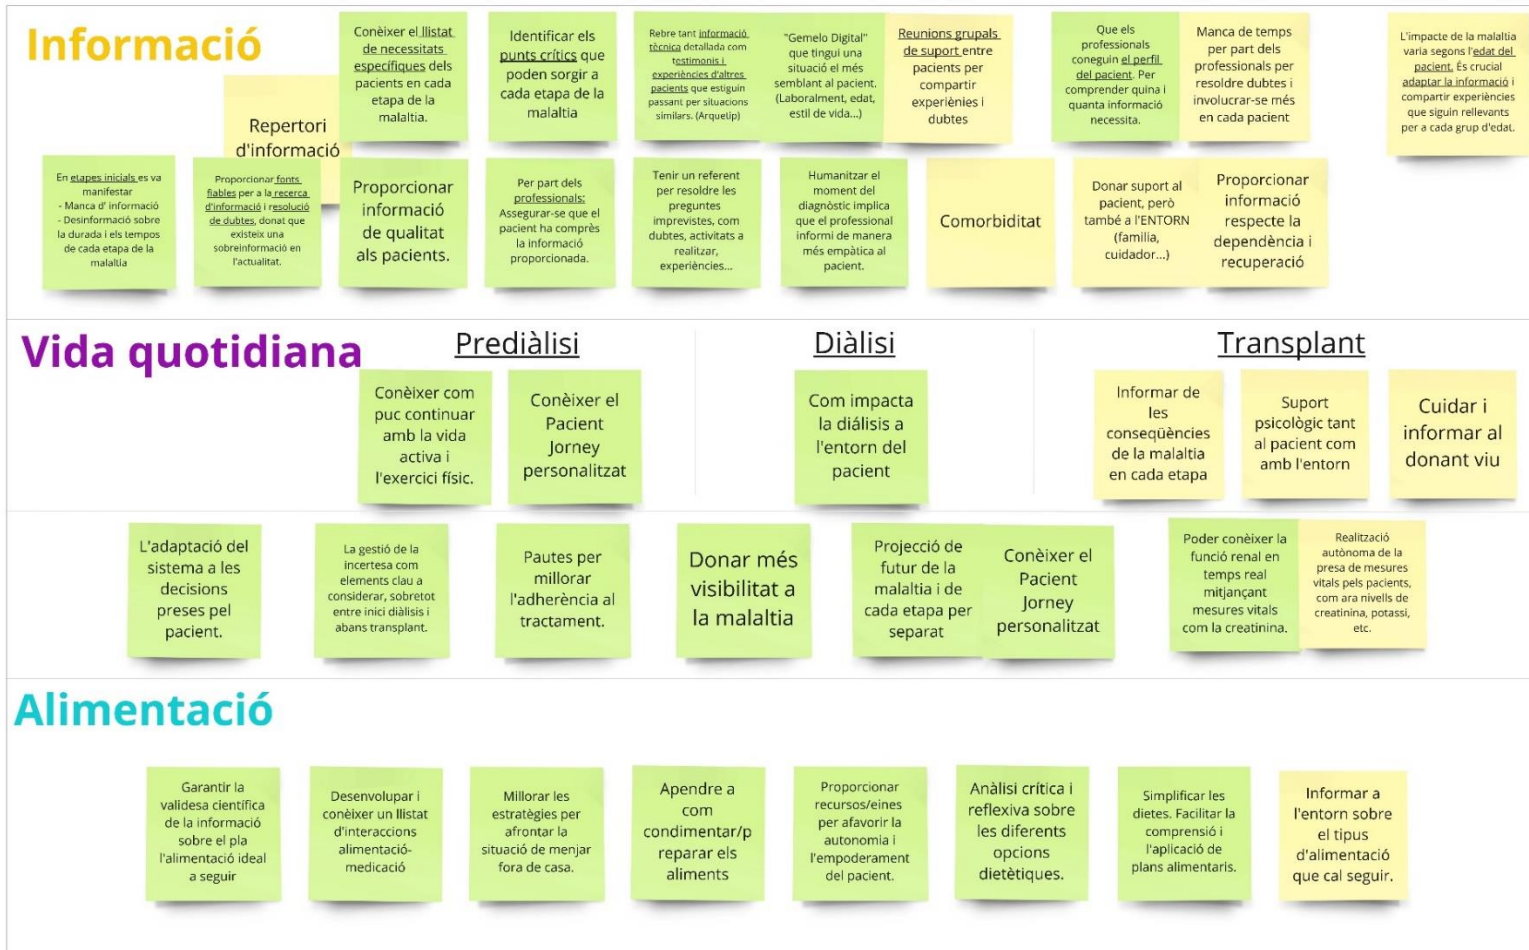 Informació
Conèixer el llistat
de necessitats
específiques dels
pacients en cada
etapa de la
malaltia.
Identificar els
punts crítics que
poden sorgir a
cada etapa de la
malaltia
Rebre tant informació
tècnica detallada com
testimonis i
experiències d'altres
pacients que estiguin
passant per situacions
similars. (Arquetip)
"Gemelo Digital"
que tingui una
situació el més
semblant al pacient.
(Laboralment, edat,
estil de vida...)
Reunions grupals
de suport entre
pacients per
compartir
experiènies i
dubtes
Que els
professionals
coneguin el perfil
del pacient. Per
comprendre quina i
quanta informació
necessita.
Manca de temps
per part dels
professionals per
resoldre dubtes i
involucrar-se més
en cada pacient
L'impacte de la malaltia
varia segons l'edat del
pacient. És crucial
adaptar la informació i
compartir experiències
que siguin rellevants
per a cada grup d'edat.
Repertori
d'informació
En etapes inicials es va
manifestar
- Manca d' informació
- Desinformació sobre
la durada i els tempos
de cada etapa de la
malaltia
Proporcionar fonts
fiables per a la recerca
d'informació i resolució
de dubtes, donat que
existeix una
sobreinformació en
l'actualitat.
Proporcionar
informació
de qualitat
als pacients.
Per part dels
professionals:
Assegurar-se que el
pacient ha comprès
la informació
proporcionada.
Tenir un referent
per resoldre les
preguntes
imprevistes, com
dubtes, activitats a
realitzar,
experiències...
Humanitzar el
moment del
diagnòstic implica
que el professional
informi de manera
més empàtica al
pacient.
Comorbiditat
Donar suport al
pacient, però
també a l'ENTORN
(familia,
cuidador...)
Proporcionar
informació
respecte la
dependència i
recuperació
Vida quotidiana
Prediàlisi
Diàlisi
Transplant
Conèixer com
puc continuar
amb la vida
activa i
l'exercici físic.
Conèixer el
Pacient
Jorney
personalitzat
Com impacta
la diálisis a
l'entorn del
pacient
Informar de
les
conseqüències
de la malaltia
en cada etapa
Suport
psicològic tant
al pacient com
amb l'entorn
Cuidar i
informar al
donant viu
L'adaptació del
sistema a les
decisions
preses pel
pacient.
La gestió de la
incertesa com
elements clau a
considerar, sobretot
entre inici diàlisis i
abans transplant.
Pautes per
millorar
l'adherència al
tractament.
Donar més
visibilitat a
la malaltia
Projecció de
futur de la
malaltia i de
cada etapa per
separat
Conèixer el
Pacient
Jorney
personalitzat
Poder conèixer la
funció renal en
temps real
mitjançant
mesures vitals
com la creatinina.
Realització
autònoma de la
presa de mesures
vitals pels pacients,
com ara nivells de
creatinina, potassi,
etc.
Alimentació
Garantir la
validesa científica
de la informació
sobre el pla
l'alimentació ideal
a seguir
Desenvolupar i
conèixer un llistat
d'interaccions
alimentació-
medicació
Millorar les
estratègies per
afrontar la
situació de menjar
fora de casa.
Apendre a
com
condimentar/p
reparar els
aliments
Proporcionar
recursos/eines
per afavorir la
autonomia i
l'empoderament
del pacient.
Anàlisi crítica i
reflexiva sobre
les diferents
opcions
dietètiques.
Simplificar les
dietes. Facilitar la
comprensió i
l'aplicació de
plans alimentaris.
Informar a
l'entorn sobre
el tipus
d'alimentació
que cal seguir.